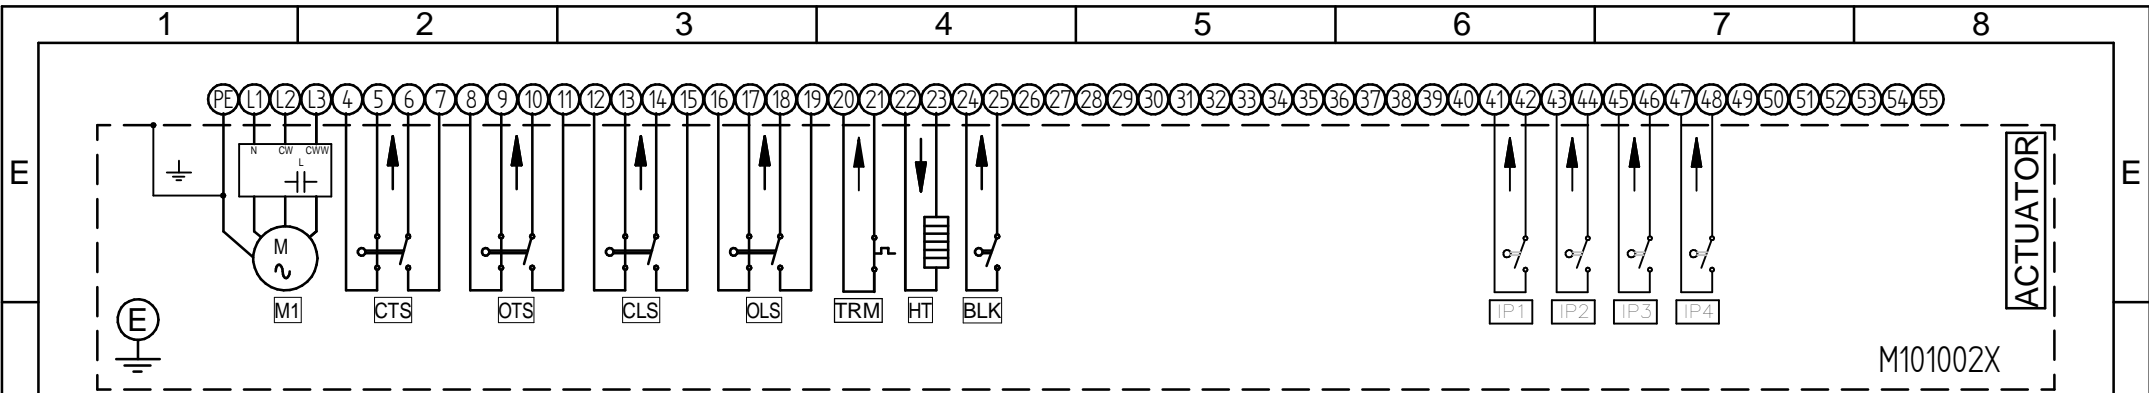 1 2 3 4 5 6 7 8
PE L1 L2 L3 4 5 6 7 8 9 10 11 12 13 14 15 16 17 18 19 20 21 22 23 24 25 26 27 28 29 30 31 32 33 34 35 36 37 38 39 40 41 42 43 44 45 46 47 48 49 50 51 52 53 54 55
N CW CWW
L
E E
ACTUATOR
M
M1 CTS OTS CLS OLS TRM HT BLK IP1 IP2 IP3 IP4
E
M101002X